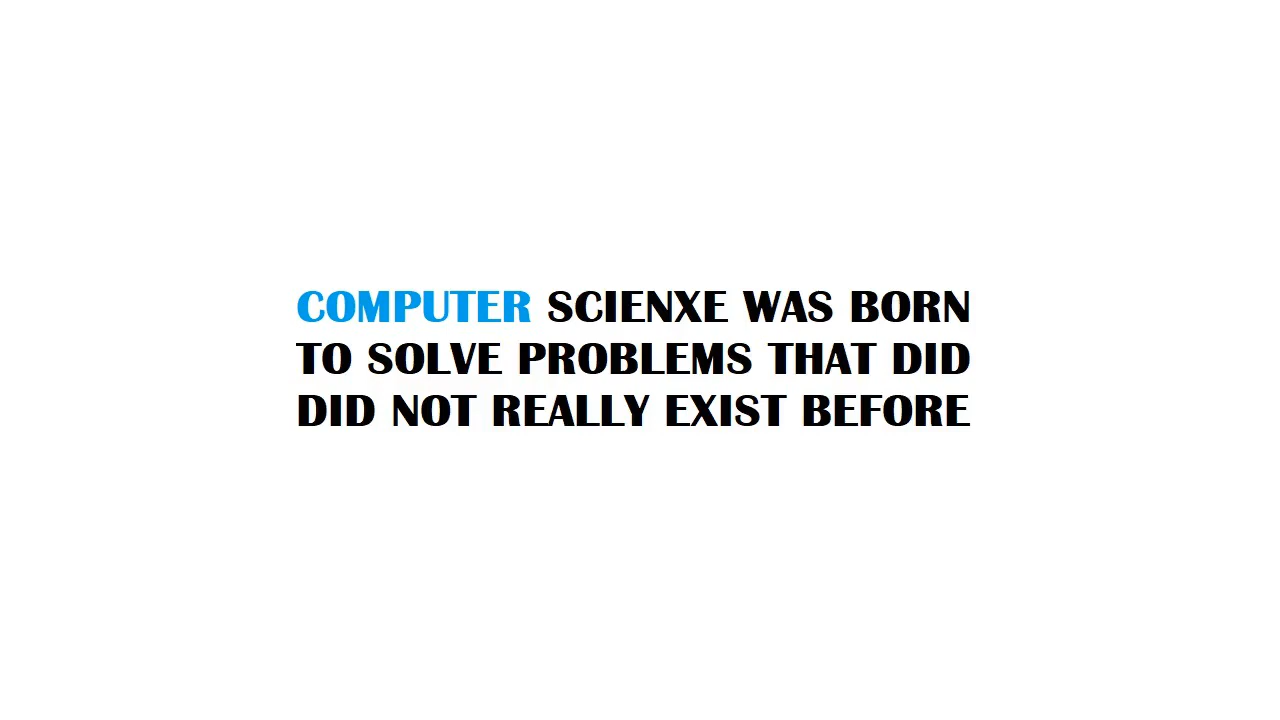 COMPUTER SCIENXE WAS BORN
TO SOLVE PROBLEMS THAT DID
DID NOT REALLY EXIST BEFORE